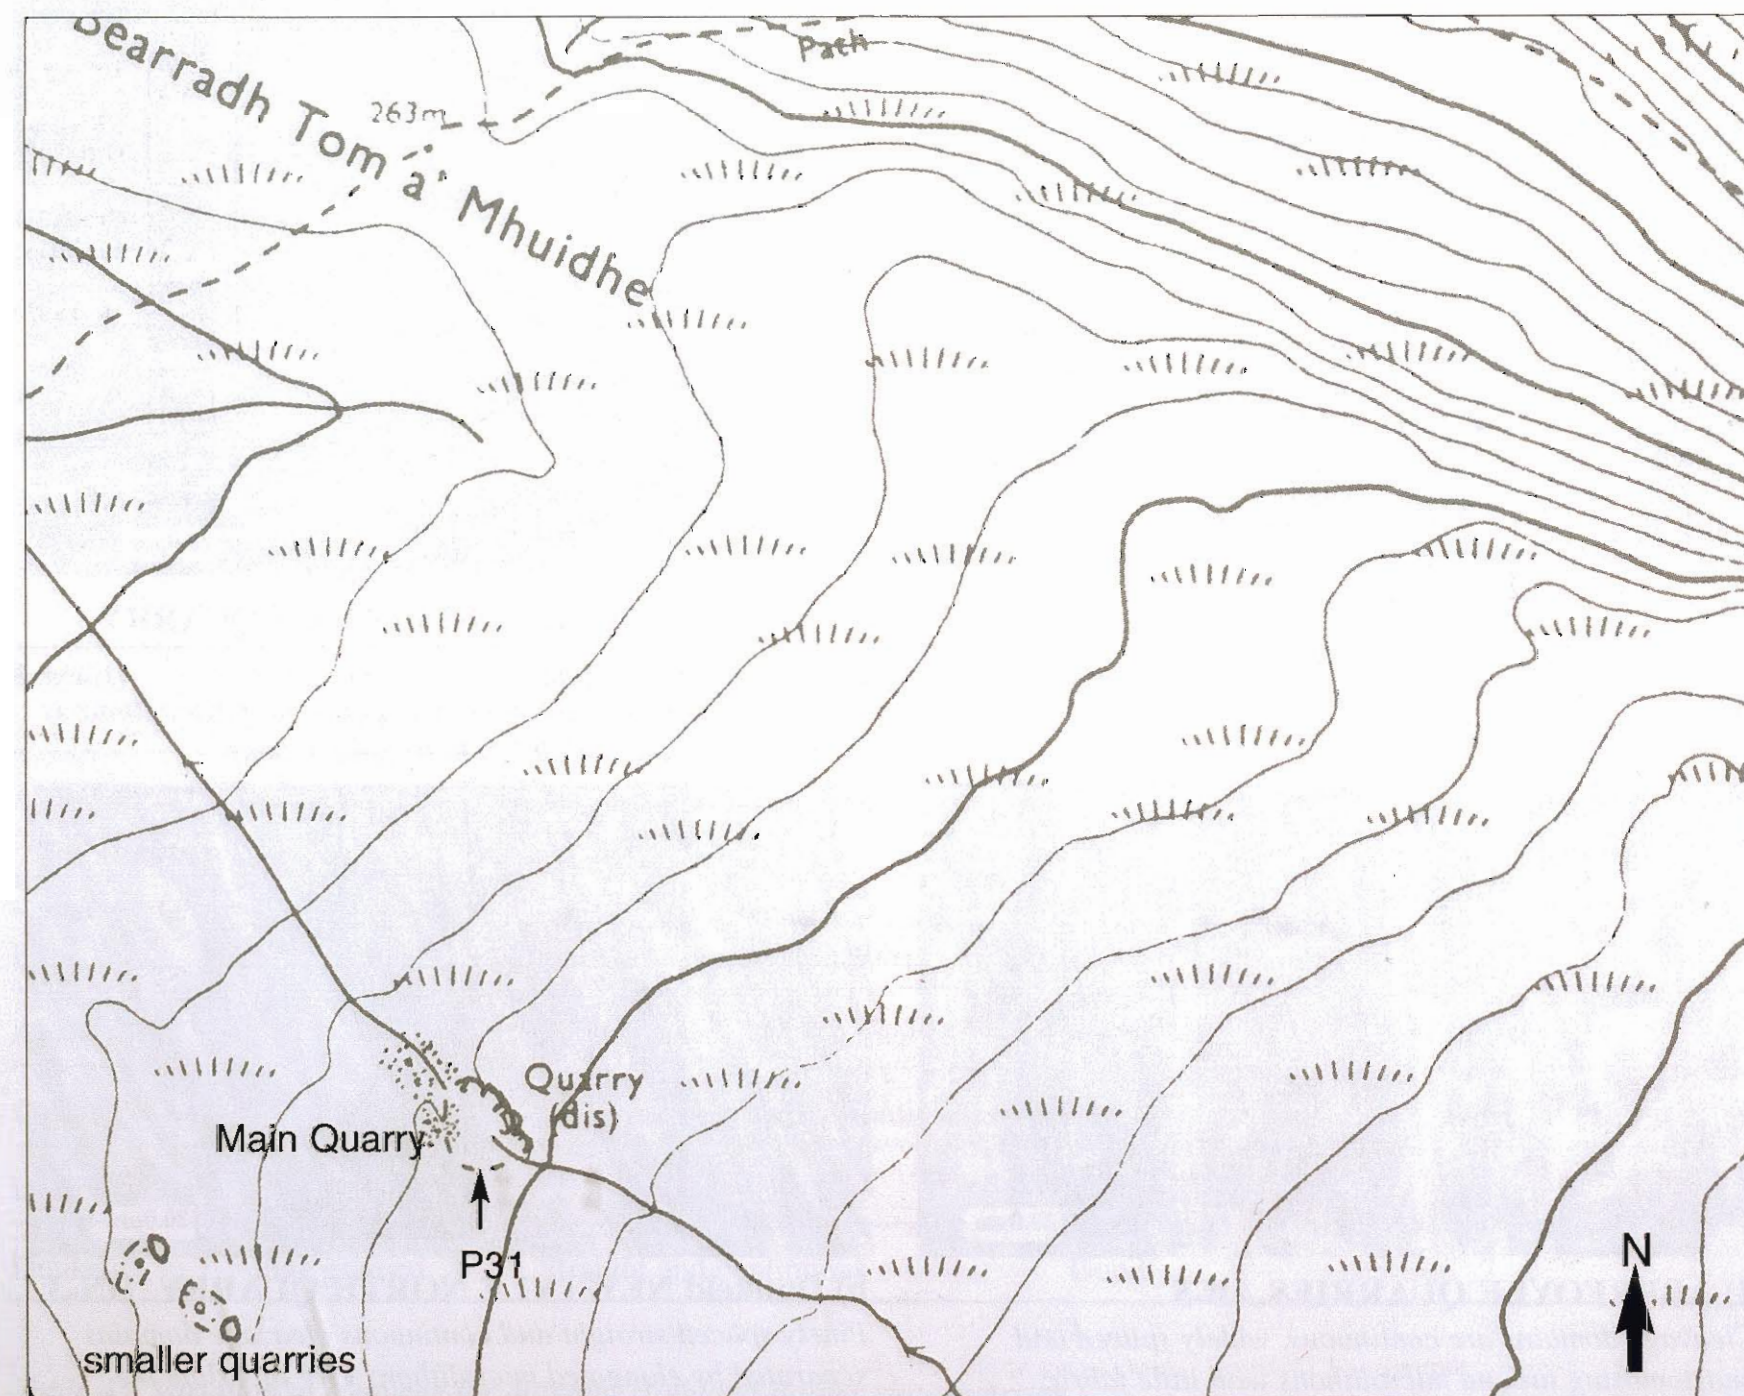 Bearradh Tom a' Mhuidhe
Path
263m
Quarry
(dis)
Main Quarry
P31
smaller quarries
N